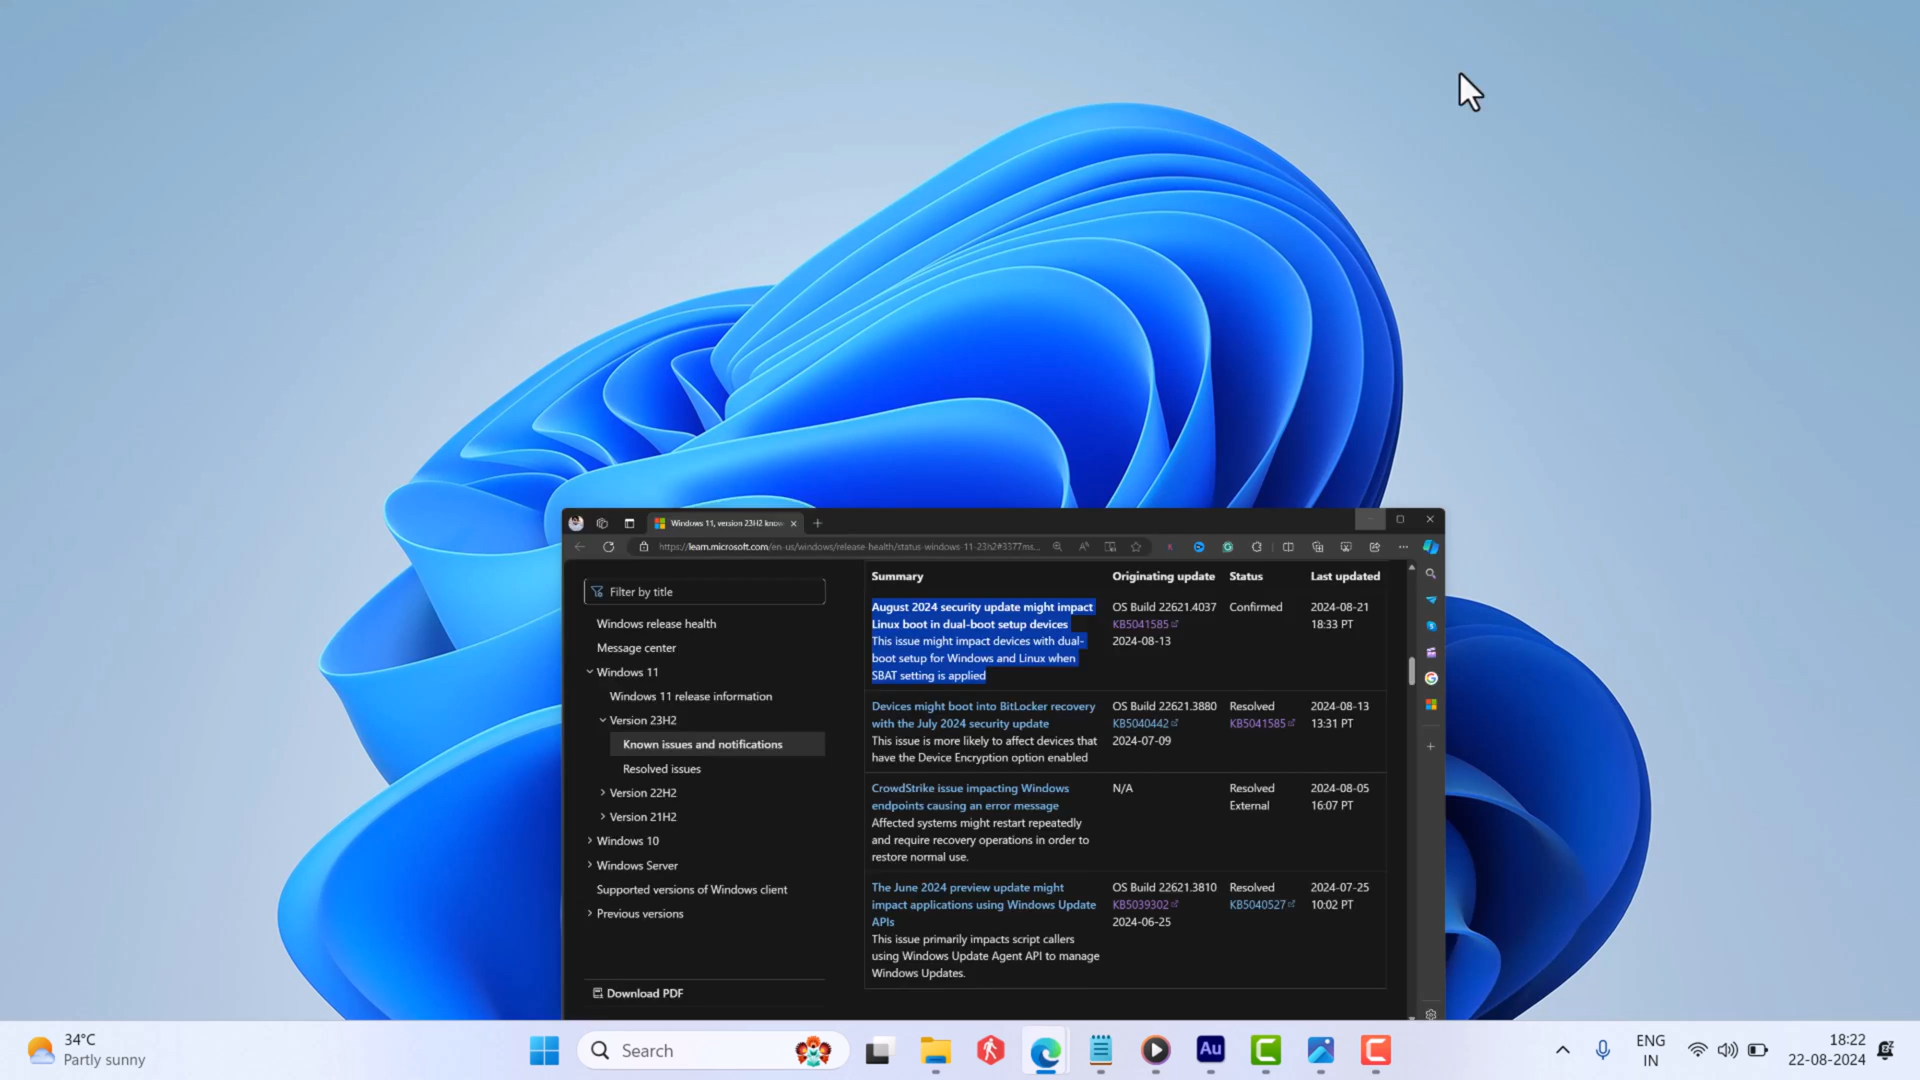 Windows 11, version 23H2 know
https://learn.microsoft.com/en-us/windows/release-health/status-windows-11-23h2#3377ms...
Filter by title
Windows release health
Message center
Windows 11
Windows 11 release information
Version 23H2
Known issues and notifications
Resolved issues
Version 22H2
Version 21H2
Windows 10
Windows Server
Supported versions of Windows client
Previous versions
Download PDF
Summary Originating update Status Last updated
August 2024 security update might impact OS Build 22621.4037 Confirmed 2024-08-21
Linux boot in dual-boot setup devices KB5041585 18:33 PT
This issue might impact devices with dual- 2024-08-13
boot setup for Windows and Linux when
SBAT setting is applied
Devices might boot into BitLocker recovery OS Build 22621.3880 Resolved 2024-08-13
with the July 2024 security update KB5040442 KB5041585 13:31 PT
This issue is more likely to affect devices that 2024-07-09
have the Device Encryption option enabled
CrowdStrike issue impacting Windows N/A Resolved 2024-08-05
endpoints causing an error message External 16:07 PT
Affected systems might restart repeatedly
and require recovery operations in order to
restore normal use.
The June 2024 preview update might OS Build 22621.3810 Resolved 2024-07-25
impact applications using Windows Update KB5039302 KB5040527 10:02 PT
APIs 2024-06-25
This issue primarily impacts script callers
using Windows Update Agent API to manage
Windows Updates.
34°C
Partly sunny
Search
Au
ENG
IN
18:22
22-08-2024